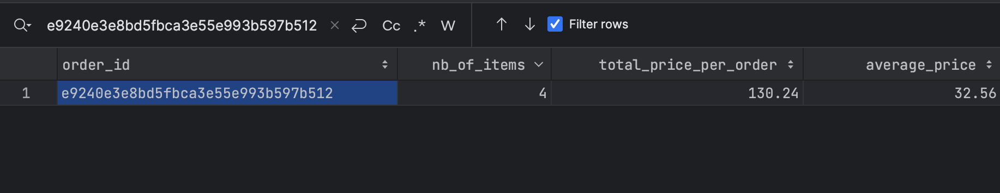 e9240e3e8bd5fbca3e55e993b597b512 × Cc .* W Filter rows
order_id nb_of_items total_price_per_order average_price
1 e9240e3e8bd5fbca3e55e993b597b512 4 130.24 32.56